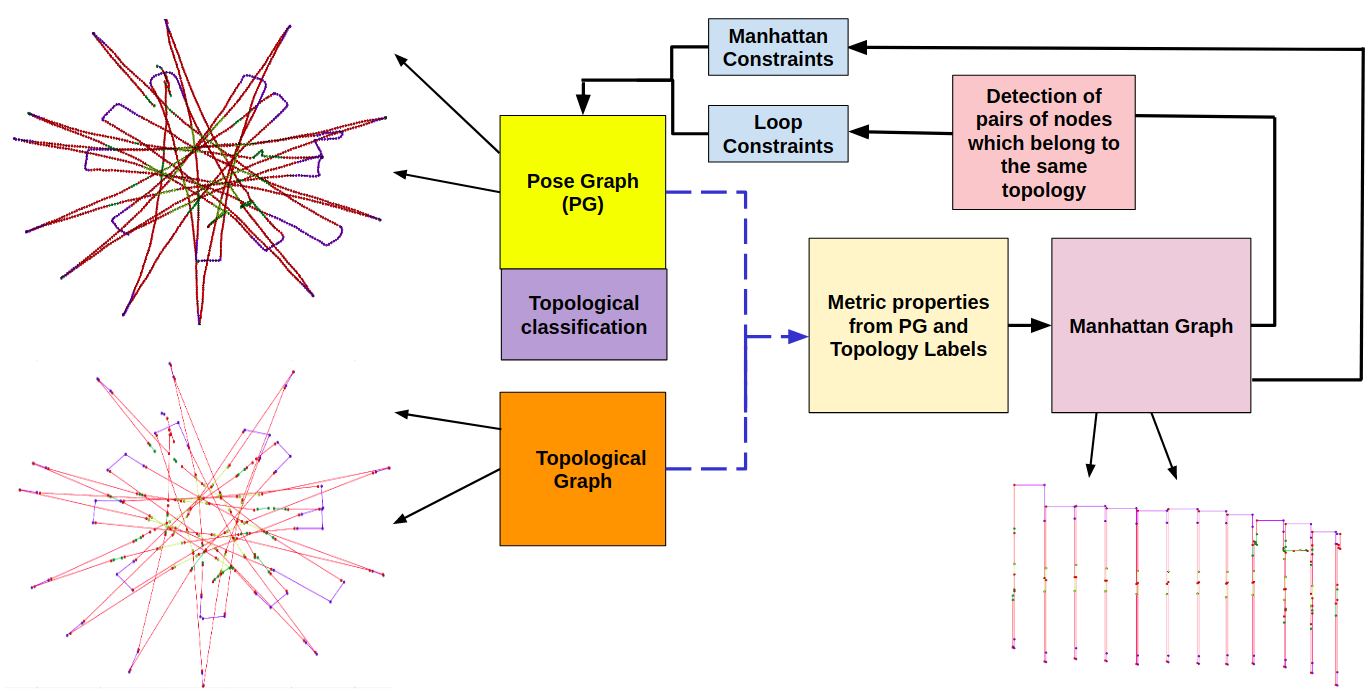 Manhattan
Constraints
Loop
Constraints
Detection of
pairs of nodes
which belong to
the same
topology
Pose Graph
(PG)
Topological
classification
Metric properties
from PG and
Topology Labels
Manhattan Graph
Topological
Graph